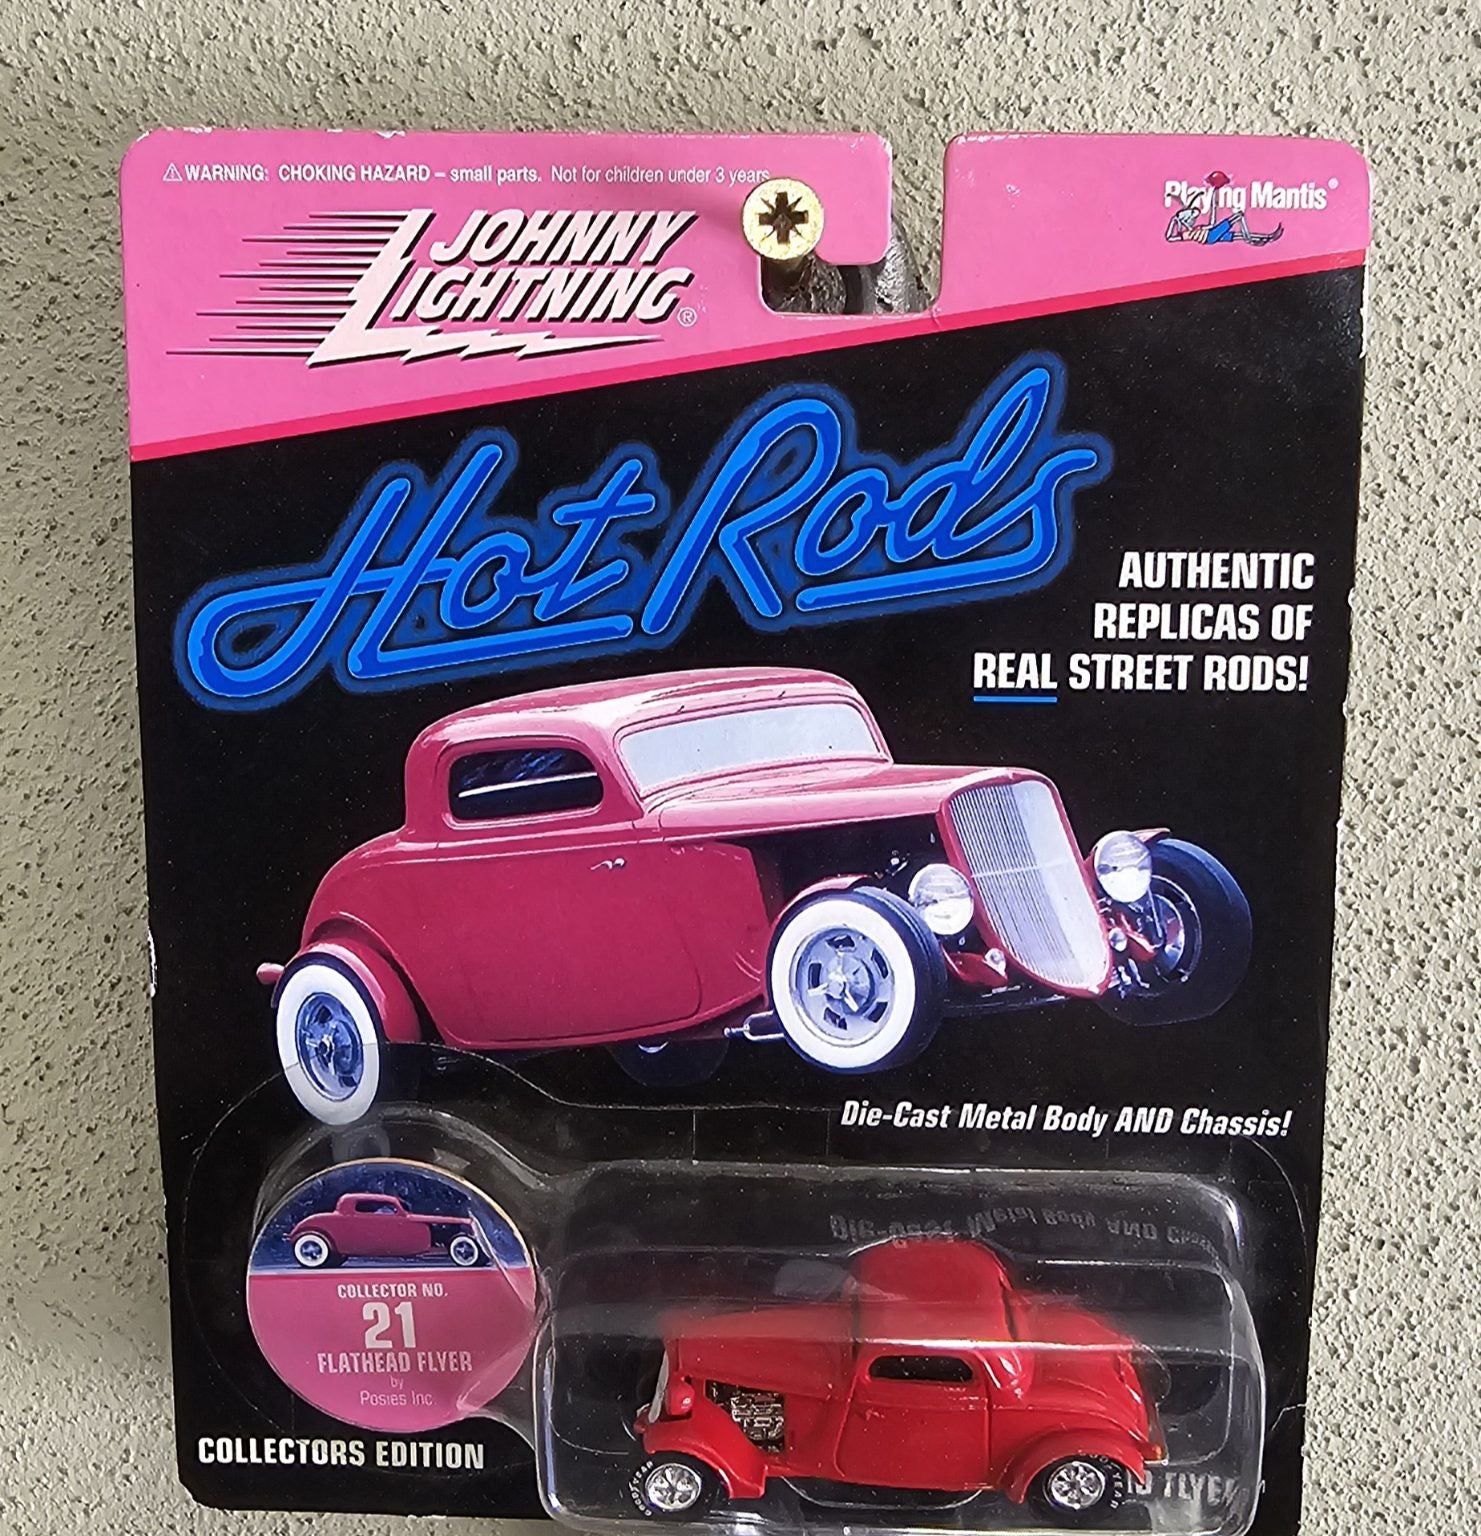 ⚠ WARNING: CHOKING HAZARD – small parts. Not for children under 3 years.
JOHNNY
LIGHTNING®
Playing Mantis®
Hot Rods
AUTHENTIC
REPLICAS OF
REAL STREET RODS!
Die-Cast Metal Body AND Chassis!
COLLECTOR NO.
21
FLATHEAD FLYER
by
Posies Inc.
COLLECTORS EDITION
GOODYEAR